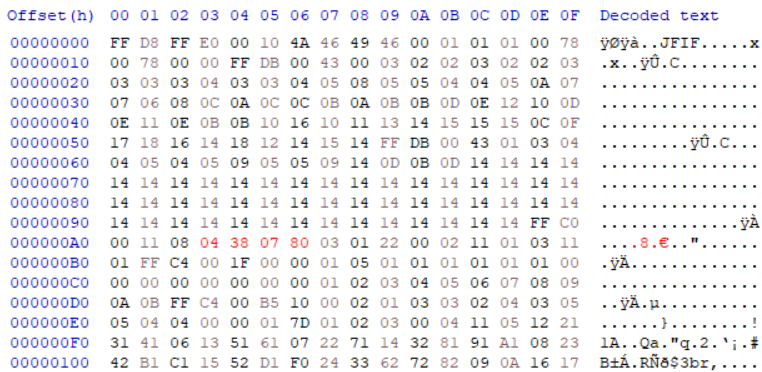 Offset(h) 00 01 02 03 04 05 06 07 08 09 0A 0B 0C 0D 0E 0F Decoded text
00000000 FF D8 FF E0 00 10 4A 46 49 46 00 01 01 01 00 78 ÿØÿà..JFIF.....x
00000010 00 78 00 00 FF DB 00 43 00 03 02 02 03 02 02 03 .x..ÿÛ.C........
00000020 03 03 03 04 03 03 04 05 08 05 05 04 04 05 0A 07 ................
00000030 07 06 08 0C 0A 0C 0C 0B 0A 0B 0B 0D 0E 12 10 0D ................
00000040 0E 11 0E 0B 0B 10 16 10 11 13 14 15 15 15 0C 0F ................
00000050 17 18 16 14 18 12 14 15 14 FF DB 00 43 01 03 04 .........ÿÛ.C...
00000060 04 05 04 05 09 05 05 09 14 0D 0B 0D 14 14 14 14 ................
00000070 14 14 14 14 14 14 14 14 14 14 14 14 14 14 14 14 ................
00000080 14 14 14 14 14 14 14 14 14 14 14 14 14 14 14 14 ................
00000090 14 14 14 14 14 14 14 14 14 14 14 14 14 14 FF C0 ..............ÿÀ
000000A0 00 11 08 04 38 07 80 03 01 22 00 02 11 01 03 11 ....8.€.."......
000000B0 01 FF C4 00 1F 00 00 01 05 01 01 01 01 01 01 00 .ÿÄ.............
000000C0 00 00 00 00 00 00 00 01 02 03 04 05 06 07 08 09 ................
000000D0 0A 0B FF C4 00 B5 10 00 02 01 03 03 02 04 03 05 ..ÿÄ.µ..........
000000E0 05 04 04 00 00 01 7D 01 02 03 00 04 11 05 12 21 ......}........!
000000F0 31 41 06 13 51 61 07 22 71 14 32 81 91 A1 08 23 1A..Qa."q.2.‘¡.#
00000100 42 B1 C1 15 52 D1 F0 24 33 62 72 82 09 0A 16 17 B±Á.RÑð$3br‚....